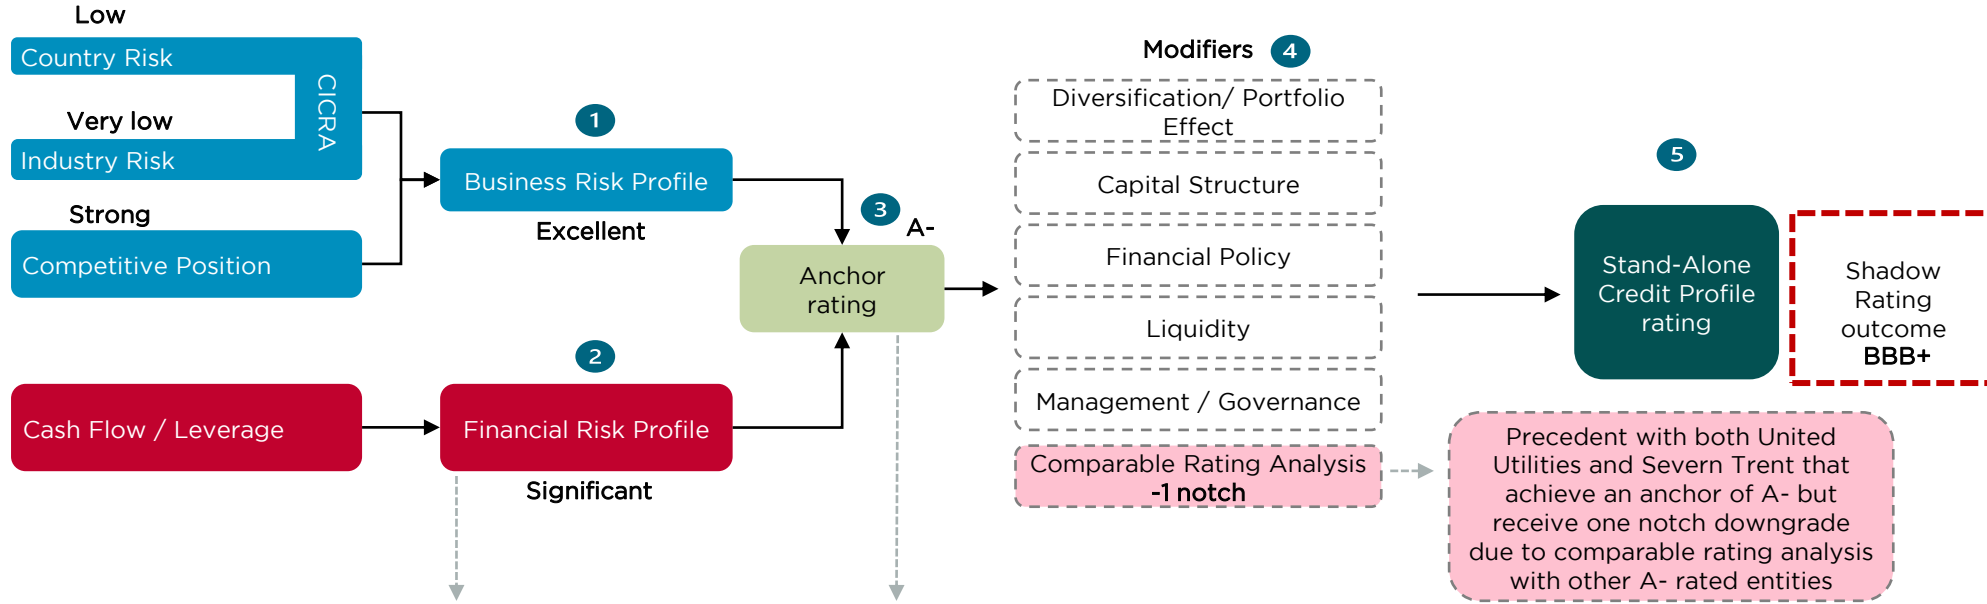 Low
Country Risk
CICRA
Very low
Industry Risk
Strong
Competitive Position
1
Business Risk Profile
Excellent
Cash Flow / Leverage
2
Financial Risk Profile
Significant
3
A-
Anchor
rating
Modifiers
4
Diversification/ Portfolio
Effect
Capital Structure
Financial Policy
Liquidity
Management / Governance
Comparable Rating Analysis
-1 notch
5
Stand-Alone
Credit Profile
rating
Shadow
Rating
outcome
BBB+
Precedent with both United
Utilities and Severn Trent that
achieve an anchor of A- but
receive one notch downgrade
due to comparable rating analysis
with other A- rated entities